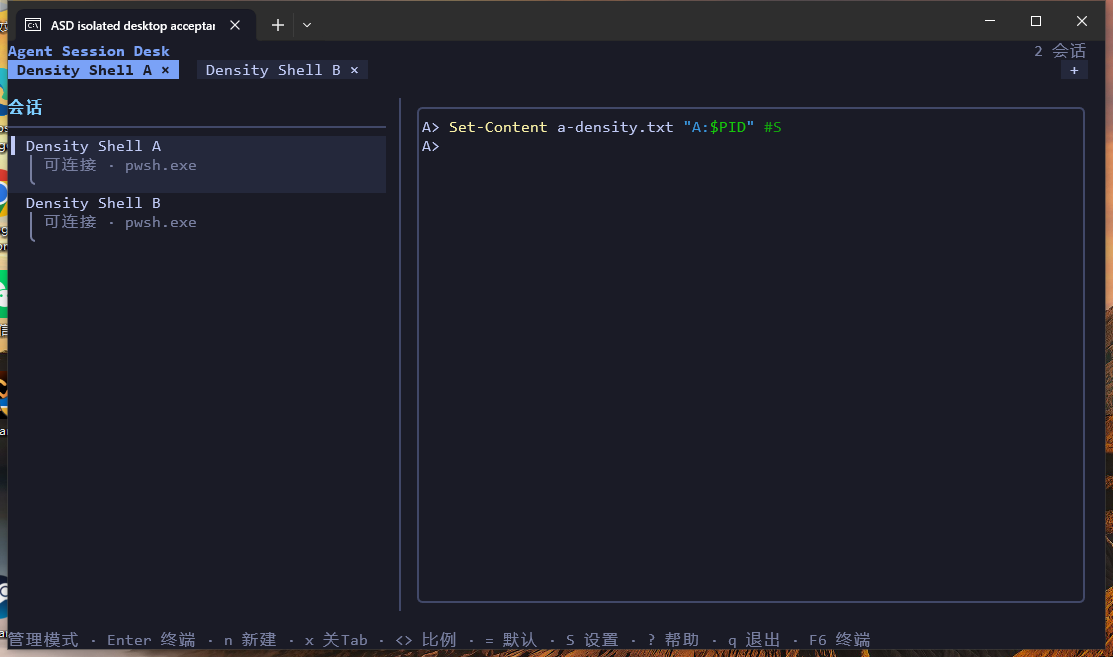 ASD isolated desktop acceptar
Agent Session Desk
2 会话
Density Shell A ×
Density Shell B ×
+
会话
Density Shell A
可连接 · pwsh.exe
Density Shell B
可连接 · pwsh.exe
A> Set-Content a-density.txt "A:$PID" #S
A>
管理模式 · Enter 终端 · n 新建 · x 关Tab · <> 比例 · = 默认 · S 设置 · ? 帮助 · q 退出 · F6 终端